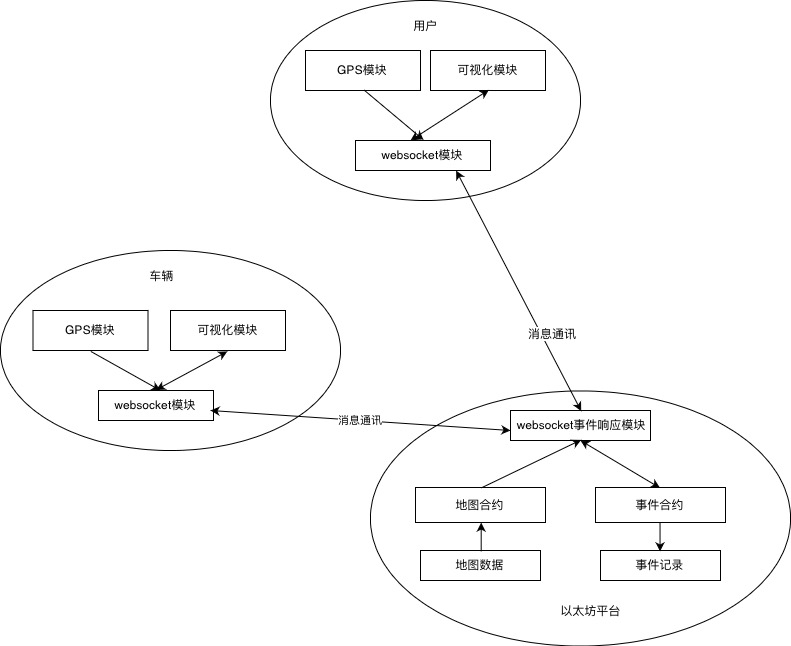 用户
GPS模块
可视化模块
websocket模块
车辆
GPS模块
可视化模块
websocket模块
消息通讯
消息通讯
websocket事件响应模块
地图合约
事件合约
地图数据
事件记录
以太坊平台